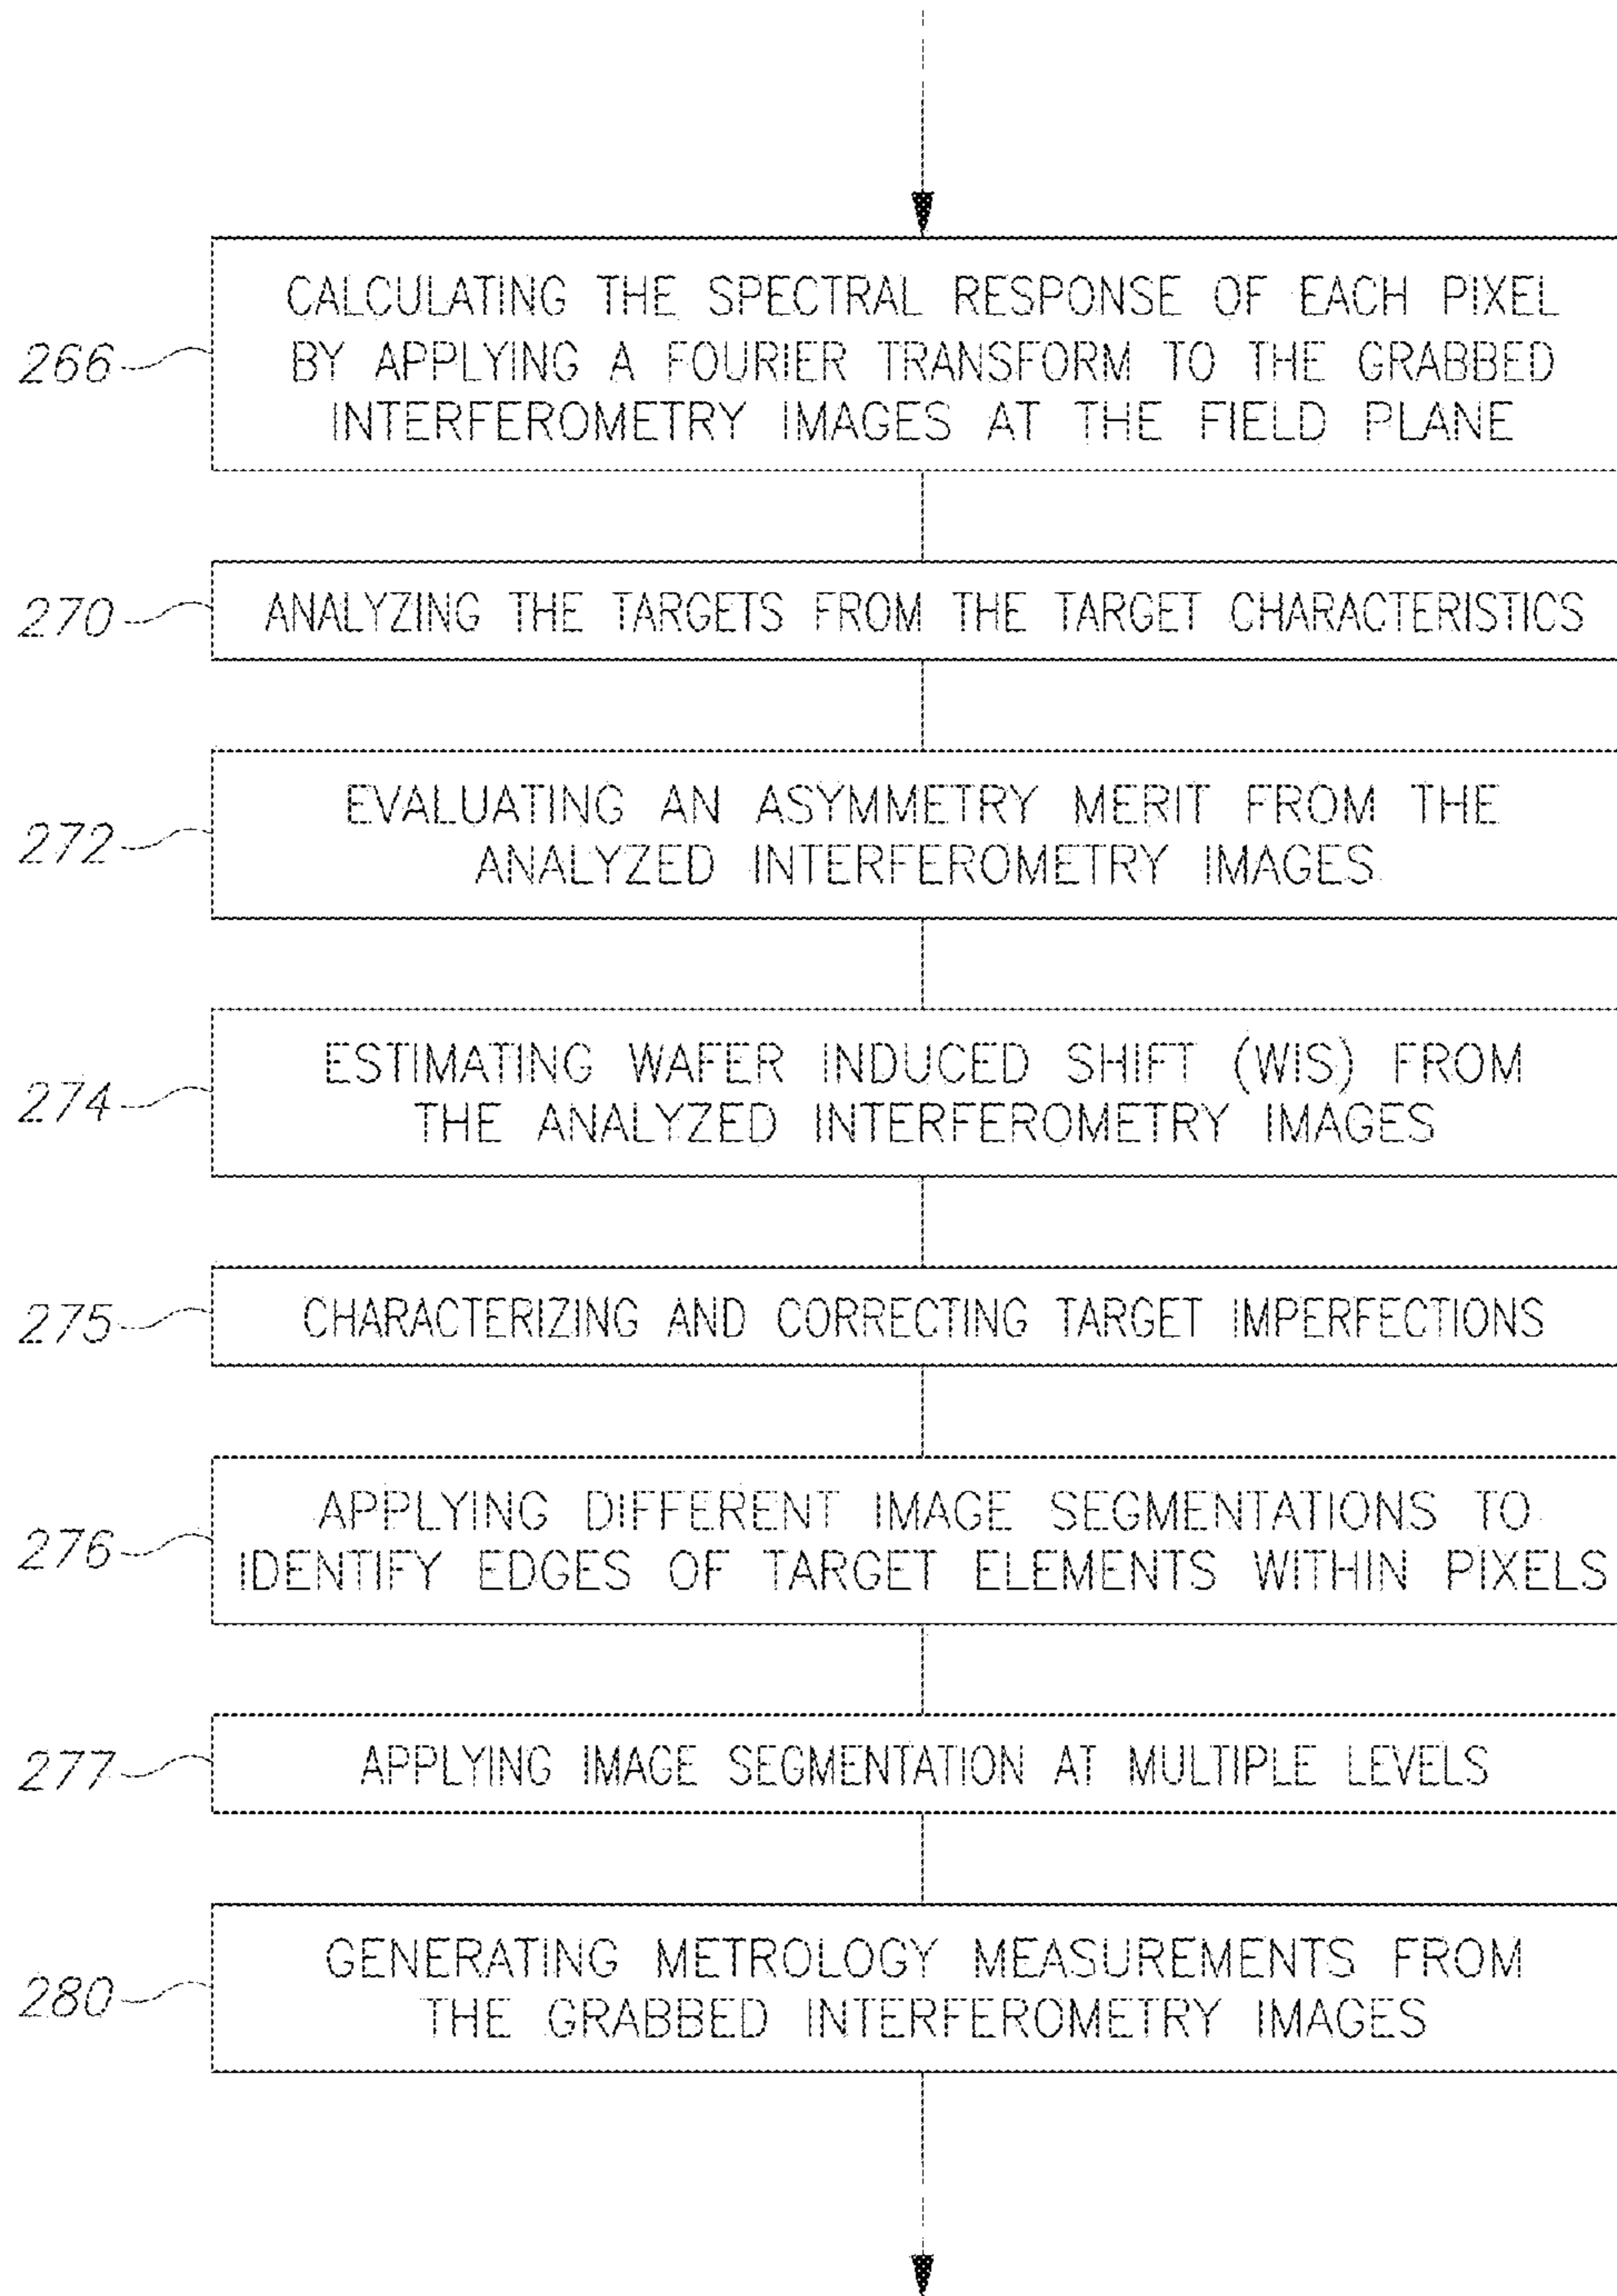 266
CALCULATING THE SPECTRAL RESPONSE OF EACH PIXEL
BY APPLYING A FOURIER TRANSFORM TO THE GRABBED
INTERFEROMETRY IMAGES AT THE FIELD PLANE
270
ANALYZING THE TARGETS FROM THE TARGET CHARACTERISTICS
272
EVALUATING AN ASYMMETRY MERIT FROM THE
ANALYZED INTERFEROMETRY IMAGES
274
ESTIMATING WAFER INDUCED SHIFT (WIS) FROM
THE ANALYZED INTERFEROMETRY IMAGES
275
CHARACTERIZING AND CORRECTING TARGET IMPERFECTIONS
276
APPLYING DIFFERENT IMAGE SEGMENTATIONS TO
IDENTIFY EDGES OF TARGET ELEMENTS WITHIN PIXELS
277
APPLYING IMAGE SEGMENTATION AT MULTIPLE LEVELS
280
GENERATING METROLOGY MEASUREMENTS FROM
THE GRABBED INTERFEROMETRY IMAGES